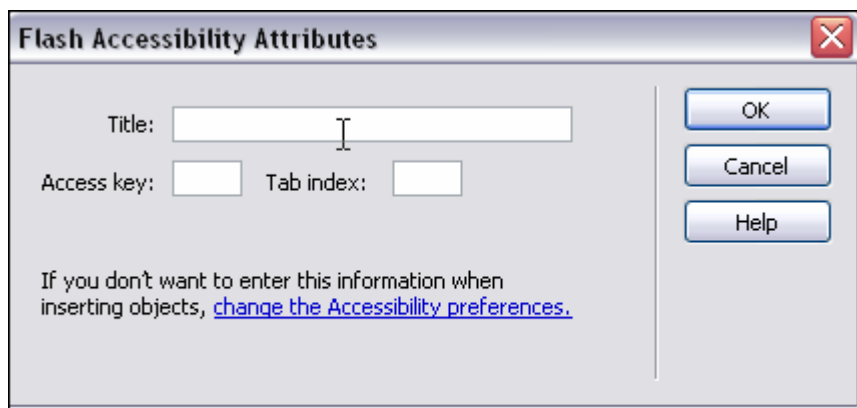 Flash Accessibility Attributes
Title:
OK
Access key:
Tab index:
Cancel
Help
If you don't want to enter this information when
inserting objects, change the Accessibility preferences.